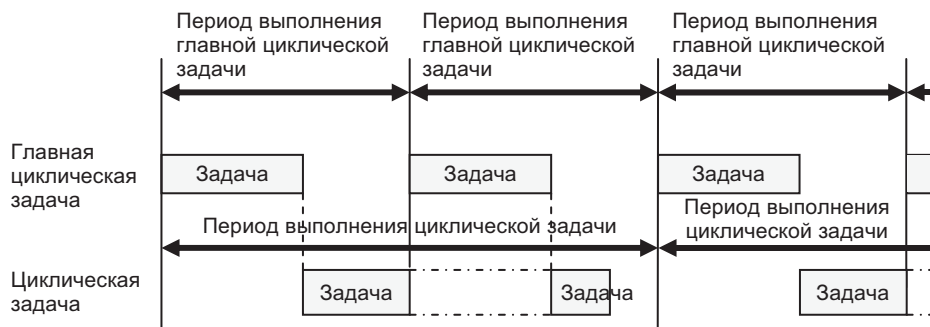 Период выполнения
главной циклической
задачи
Период выполнения
главной циклической
задачи
Период выполнения
главной циклической
задачи
Главная
циклическая
задача
Задача
Задача
Задача
Период выполнения циклической задачи
Период выполнения
циклической задачи
Циклическая
задача
Задача
Задача
Задача